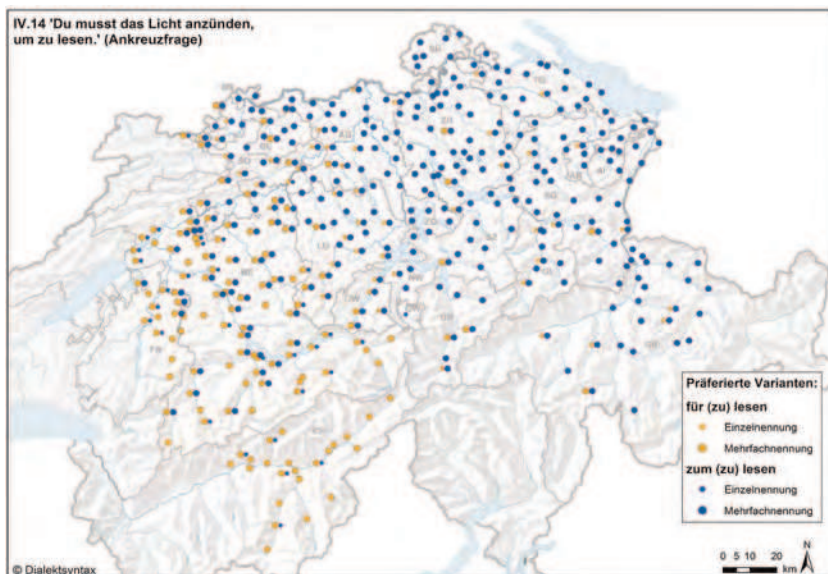 IV.14 'Du musst das Licht anzünden,
um zu lesen.' (Ankreuzfrage)
Präferierte Varianten:
für (zu) lesen
Einzelnennung
Mehrfachnennung
zum (zu) lesen
Einzelnennung
Mehrfachnennung
N
0 5 10 20
km
© Dialektsyntax